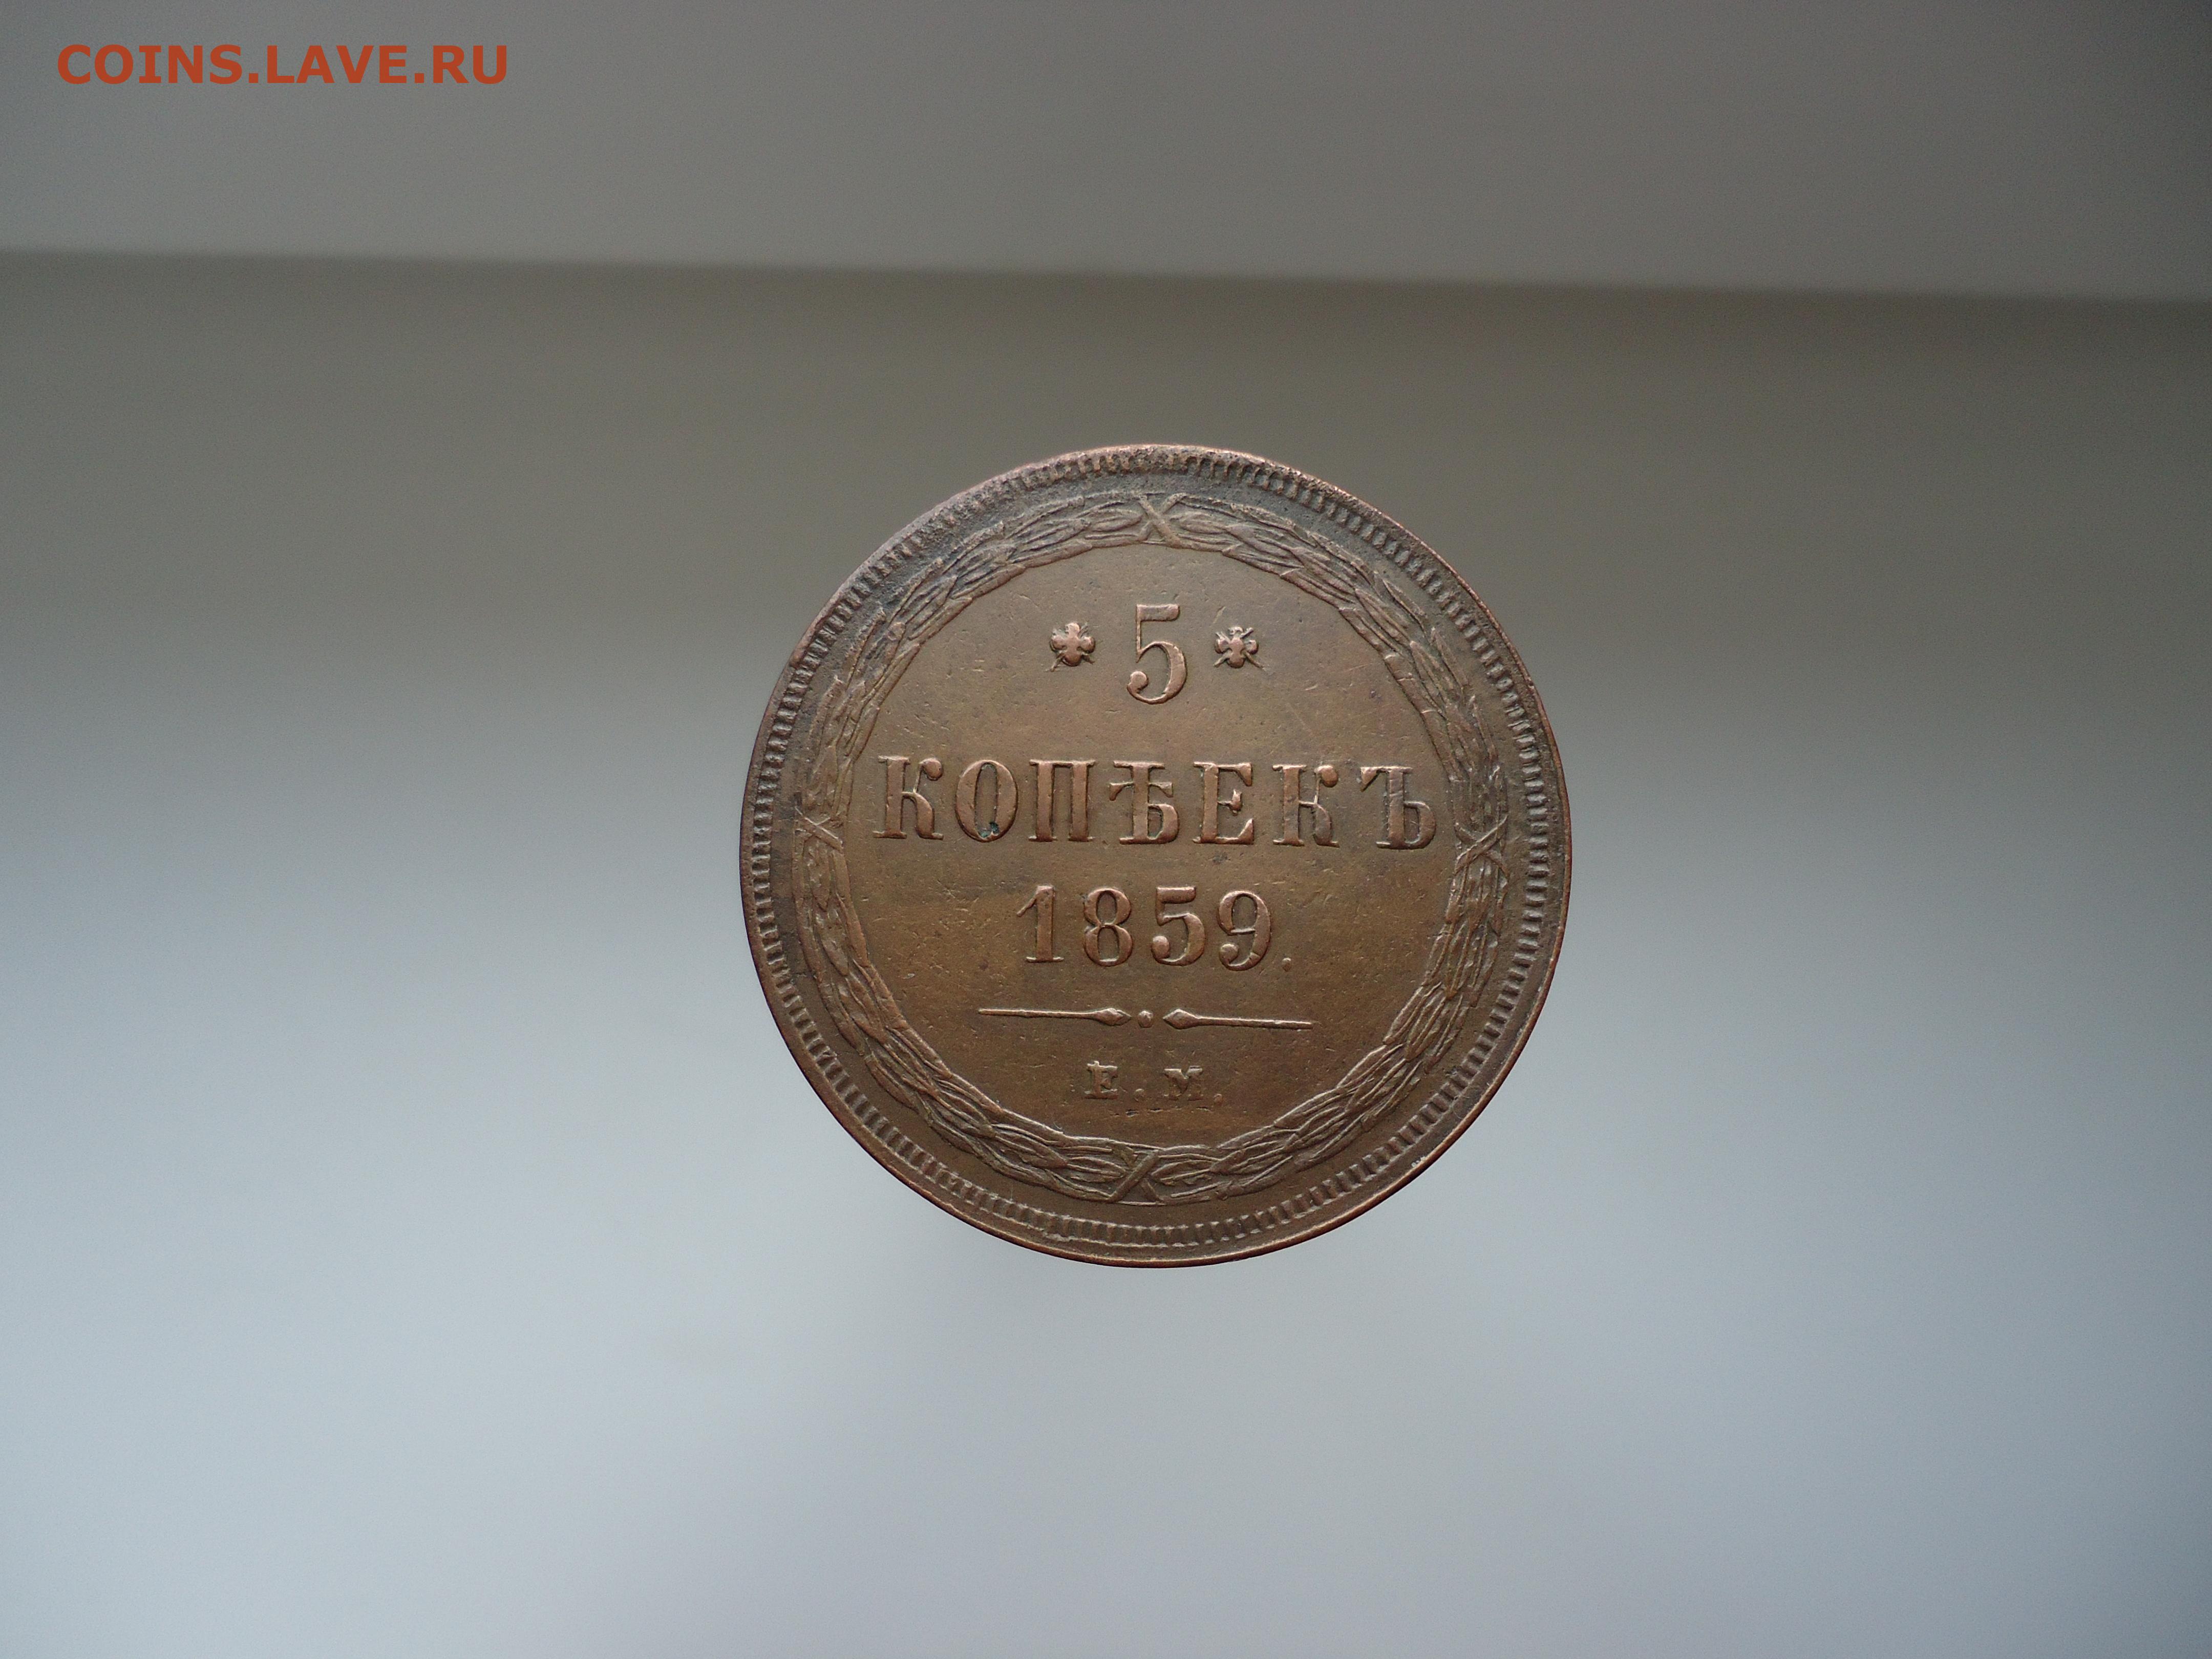 COINS.LAVE.RU
* 5 *
КОПѢЕКЪ
1859.
Е.М.